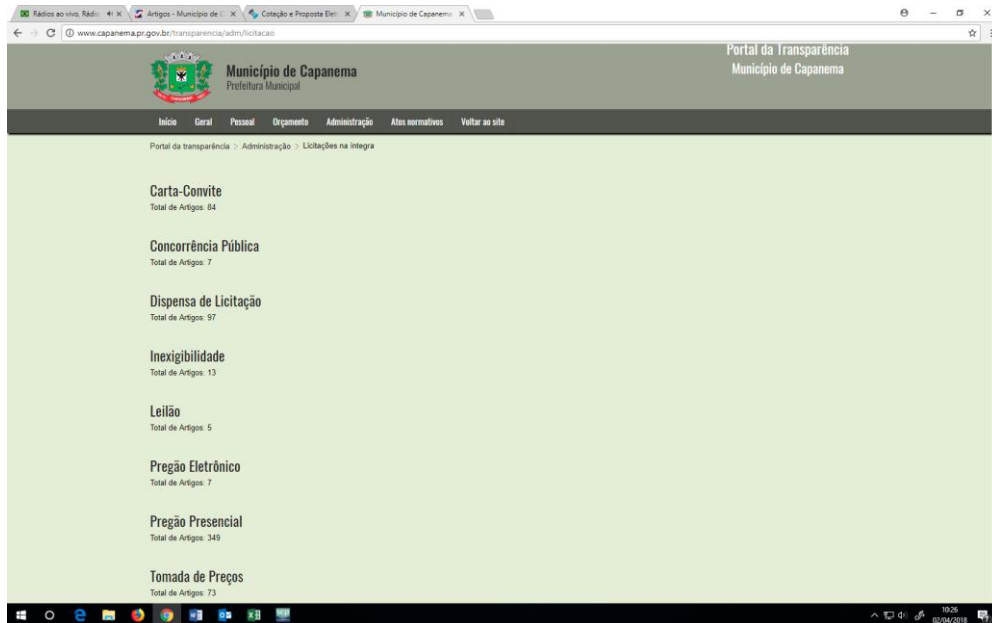 Rádios ao vivo, Rádio
Artigos - Município de C
Cotação e Proposta Elet
Município de Capanema
www.capanema.pr.gov.br/transparencia/adm/licitacao
Portal da Transparência
Município de Capanema
Município de Capanema
Prefeitura Municipal
Início Geral Pessoal Orçamento Administração Atos normativos Voltar ao site
Portal da transparência > Administração > Licitações na íntegra
Carta-Convite
Total de Artigos: 84
Concorrência Pública
Total de Artigos: 7
Dispensa de Licitação
Total de Artigos: 97
Inexigibilidade
Total de Artigos: 13
Leilão
Total de Artigos: 5
Pregão Eletrônico
Total de Artigos: 7
Pregão Presencial
Total de Artigos: 349
Tomada de Preços
Total de Artigos: 73
10:26
02/04/2018